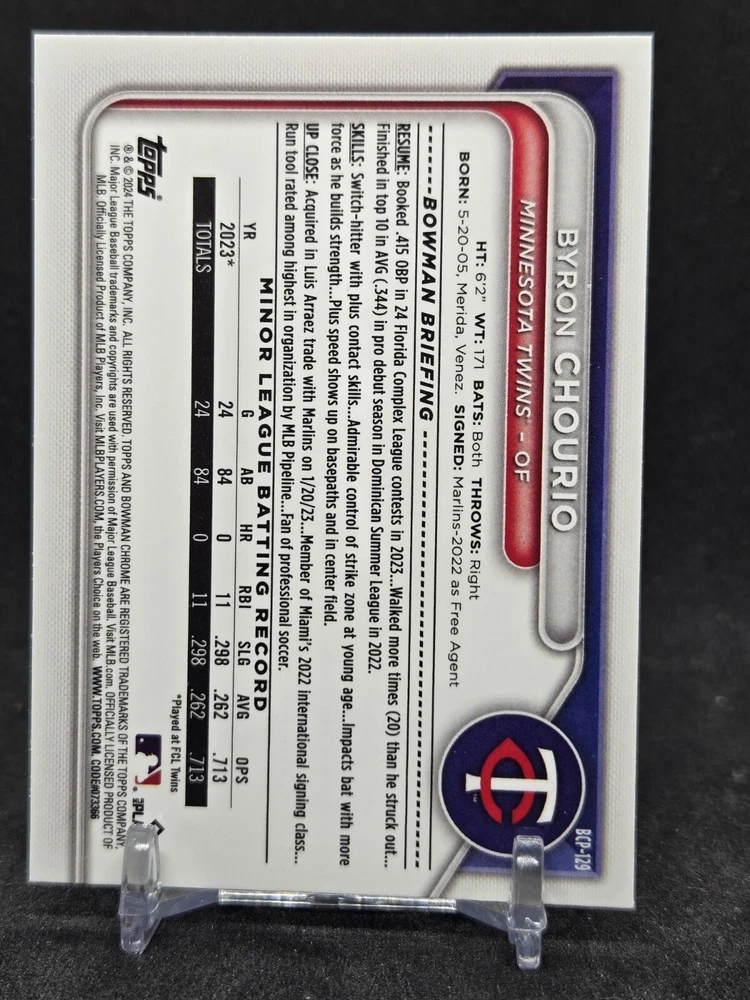 BCP-129
BYRON CHOURIO
MINNESOTA TWINS® - OF
TC
HT: 6'2" WT: 171 BATS: Both THROWS: Right
BORN: 5-20-05, Merida, Venez. SIGNED: Marlins-2022 as Free Agent
BOWMAN BRIEFING
RESUME: Booked .415 OBP in 24 Florida Complex League contests in 2023...Walked more times (20) than he struck out...
Finished in top 10 in AVG (.344) in pro debut season in Dominican Summer League in 2022.
SKILLS: Switch-hitter with plus contact skills...Admirable control of strike zone at young age...Impacts bat with more
force as he builds strength...Plus speed shows up on basepaths and in center field.
UP CLOSE: Acquired in Luis Arraez trade with Marlins on 1/20/23...Member of Miami's 2022 international signing class...
Run tool rated among highest in organization by MLB Pipeline...Fan of professional soccer.
MINOR LEAGUE BATTING RECORD
YR G AB HR RBI SLG AVG OPS
2023* 24 84 0 11 .298 .262 .713
TOTALS 24 84 0 11 .298 .262 .713
*Played at FCL Twins
topps®
® & © 2024 THE TOPPS COMPANY, INC. ALL RIGHTS RESERVED. TOPPS AND BOWMAN CHROME ARE REGISTERED TRADEMARKS OF THE TOPPS COMPANY,
INC. Major League Baseball trademarks and copyrights are used with permission of Major League Baseball. Visit MLB.com. OFFICIALLY LICENSED PRODUCT OF
MLB. Officially Licensed Product of MLB Players, Inc. Visit MLBPLAYERS.COM, the Players Choice on the web. WWW.TOPPS.COM. CODE#073366